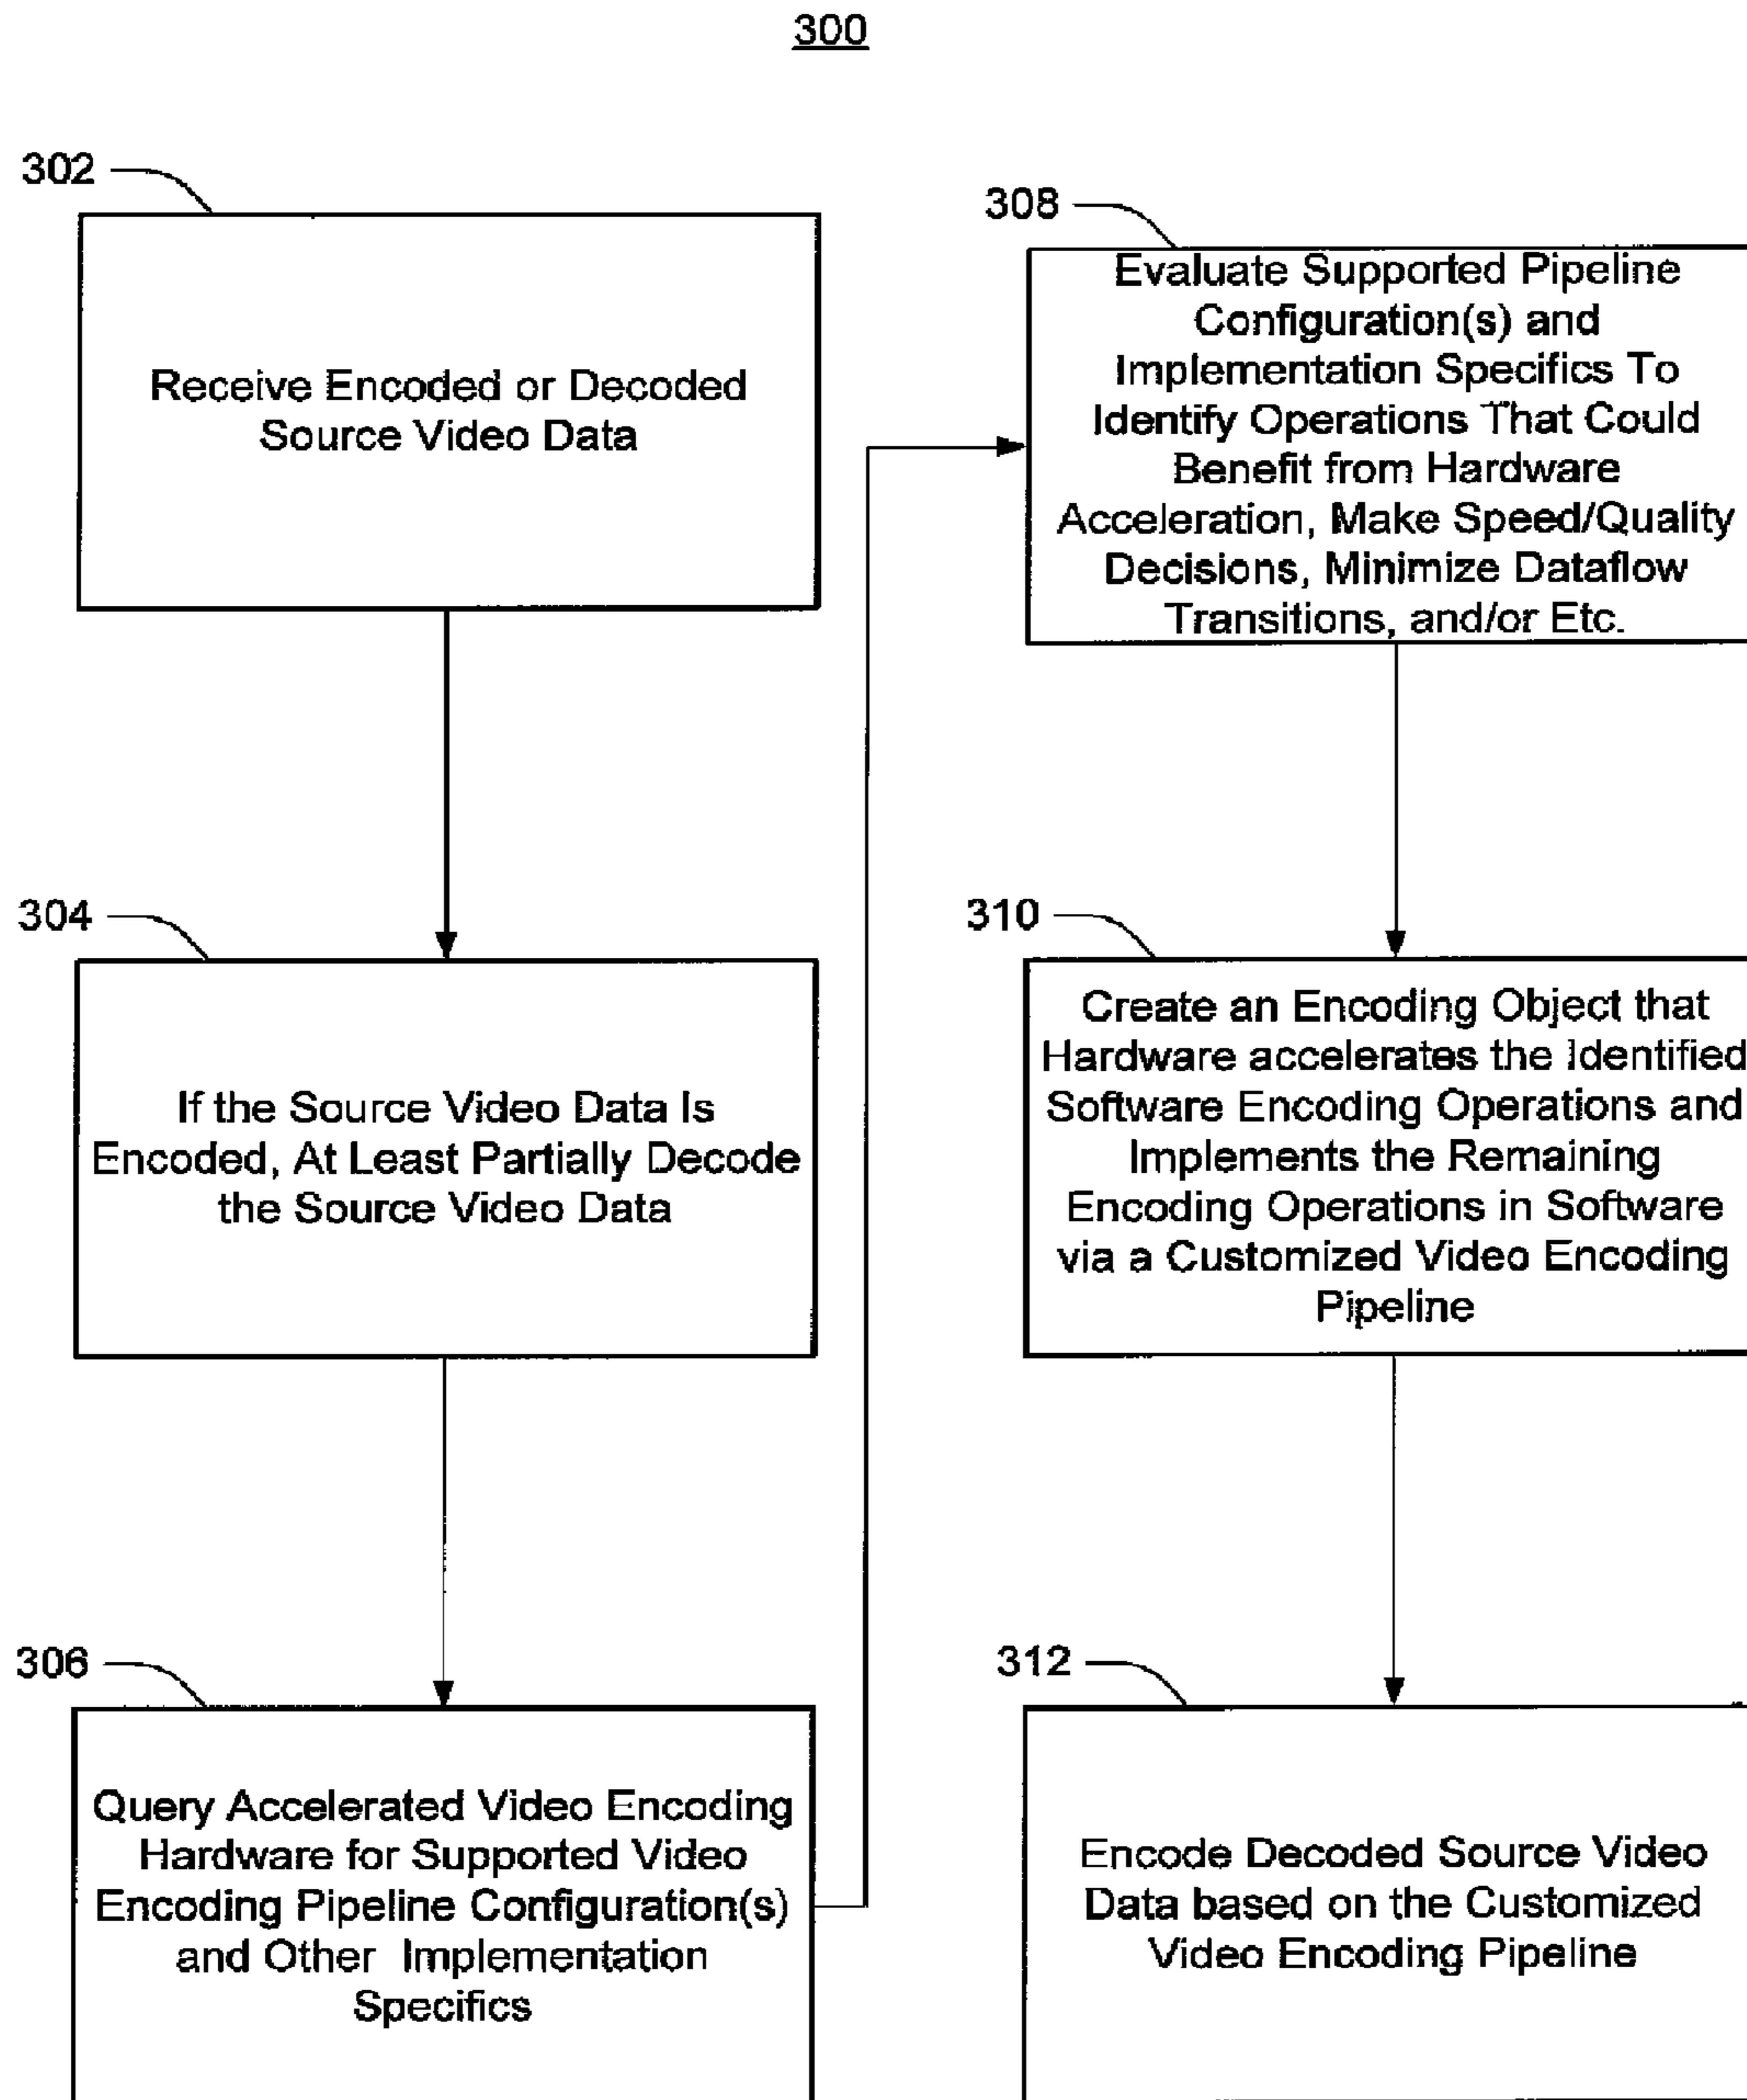 300
302
Receive Encoded or Decoded
Source Video Data
304
If the Source Video Data Is
Encoded, At Least Partially Decode
the Source Video Data
306
Query Accelerated Video Encoding
Hardware for Supported Video
Encoding Pipeline Configuration(s)
and Other Implementation
Specifics
308
Evaluate Supported Pipeline
Configuration(s) and
Implementation Specifics To
Identify Operations That Could
Benefit from Hardware
Acceleration, Make Speed/Quality
Decisions, Minimize Dataflow
Transitions, and/or Etc.
310
Create an Encoding Object that
Hardware accelerates the Identified
Software Encoding Operations and
Implements the Remaining
Encoding Operations in Software
via a Customized Video Encoding
Pipeline
312
Encode Decoded Source Video
Data based on the Customized
Video Encoding Pipeline